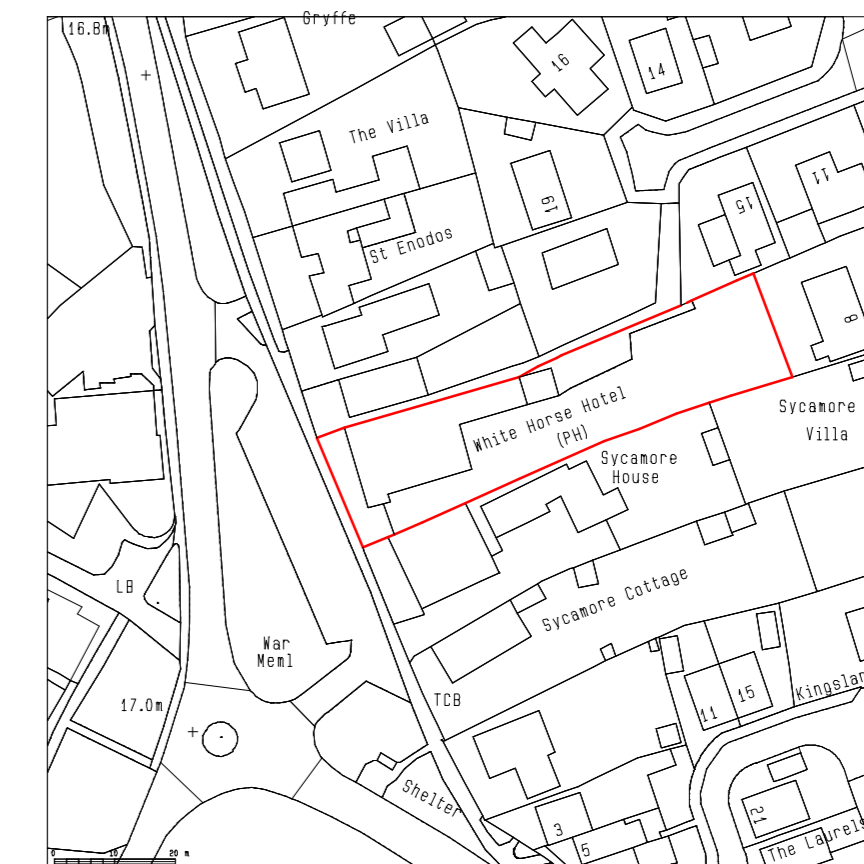 Gryffe
16.8m
16
14
The Villa
19
15
11
St Enodos
8
White Horse Hotel
(PH)
Sycamore
Villa
Sycamore
House
LB
Sycamore Cottage
War
Meml
17.0m
TCB
11
15
Shelter
21
3
5
The Laurels
0 10 20 m